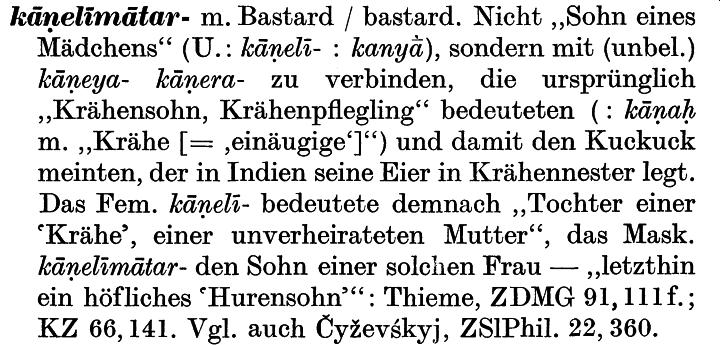 kāṇelīmātar- m. Bastard / bastard. Nicht „Sohn eines
Mädchens“ (U.: kāṇelī- : kanyā̀), sondern mit (unbel.)
kāṇeya- kāṇera- zu verbinden, die ursprünglich
„Krähensohn, Krähenpflegling“ bedeuteten (: kāṇaḥ
m. „Krähe [= ‚einäugige‘]“) und damit den Kuckuck
meinten, der in Indien seine Eier in Krähennester legt.
Das Fem. kāṇelī- bedeutete demnach „Tochter einer
‘Krähe’, einer unverheirateten Mutter“, das Mask.
kāṇelīmātar- den Sohn einer solchen Frau — „letzthin
ein höfliches ‘Hurensohn’“: Thieme, ZDMG 91,111f.;
KZ 66,141. Vgl. auch Čyževśkyj, ZSlPhil. 22,360.